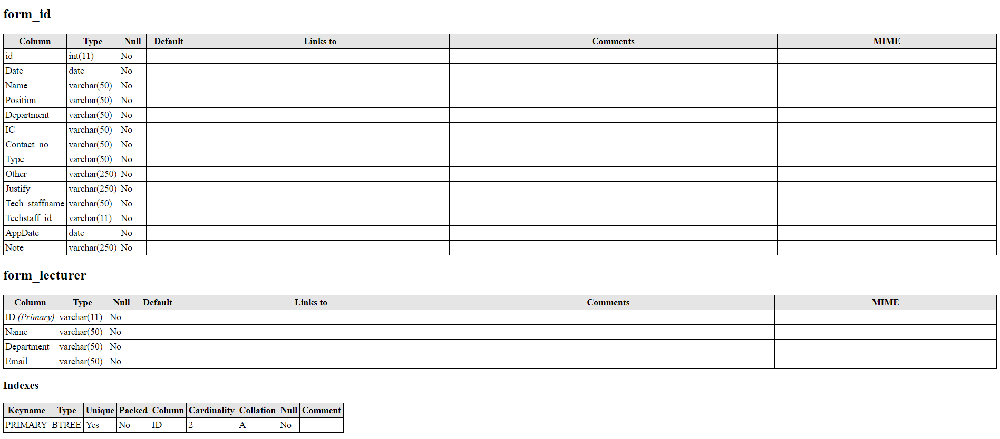 form_id
Column Type Null Default Links to Comments MIME
id int(11) No
Date date No
Name varchar(50) No
Position varchar(50) No
Department varchar(50) No
IC varchar(50) No
Contact_no varchar(50) No
Type varchar(50) No
Other varchar(250) No
Justify varchar(250) No
Tech_staffname varchar(50) No
Techstaff_id varchar(11) No
AppDate date No
Note varchar(250) No
form_lecturer
Column Type Null Default Links to Comments MIME
ID (Primary) varchar(11) No
Name varchar(50) No
Department varchar(50) No
Email varchar(50) No
Indexes
Keyname Type Unique Packed Column Cardinality Collation Null Comment
PRIMARY BTREE Yes No ID 2 A No